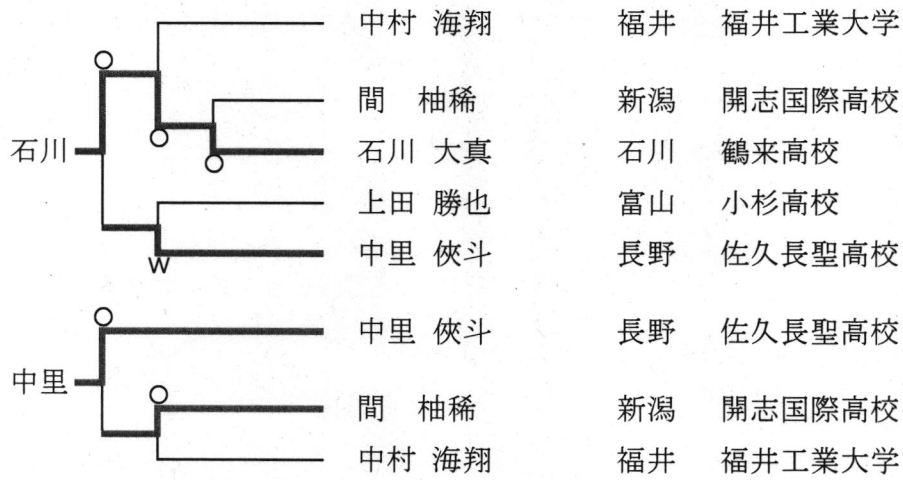 中村 海翔 福井 福井工業大学
間 柚稀 新潟 開志国際高校
石川
石川 大真 石川 鶴来高校
上田 勝也 富山 小杉高校
中里 俠斗 長野 佐久長聖高校
W
中里 俠斗 長野 佐久長聖高校
中里
間 柚稀 新潟 開志国際高校
中村 海翔 福井 福井工業大学